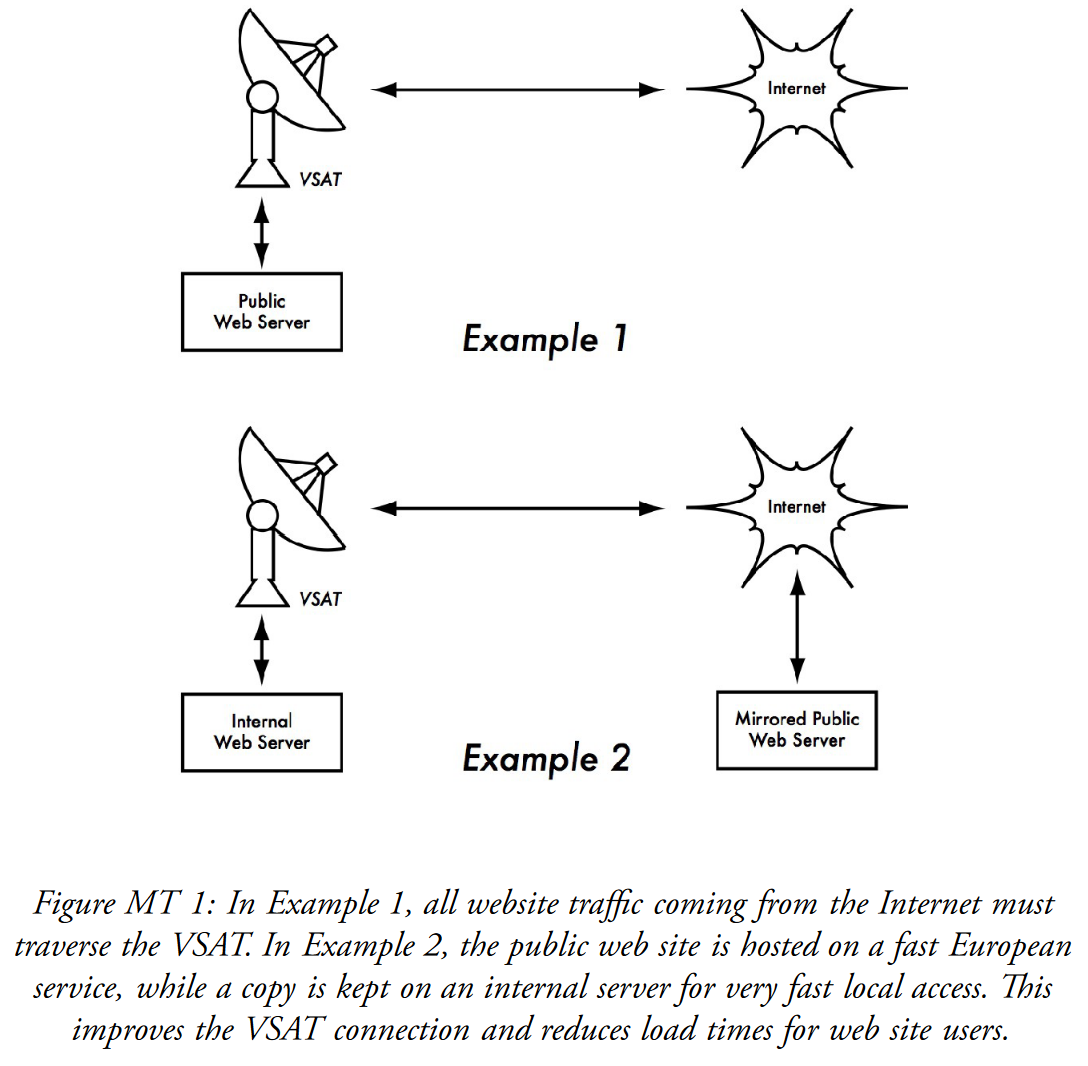 Internet
VSAT
Public
Web Server
Example 1
Internet
VSAT
Internal
Web Server
Mirrored Public
Web Server
Example 2
Figure MT 1: In Example 1, all website traffic coming from the Internet must
traverse the VSAT. In Example 2, the public web site is hosted on a fast European
service, while a copy is kept on an internal server for very fast local access. This
improves the VSAT connection and reduces load times for web site users.